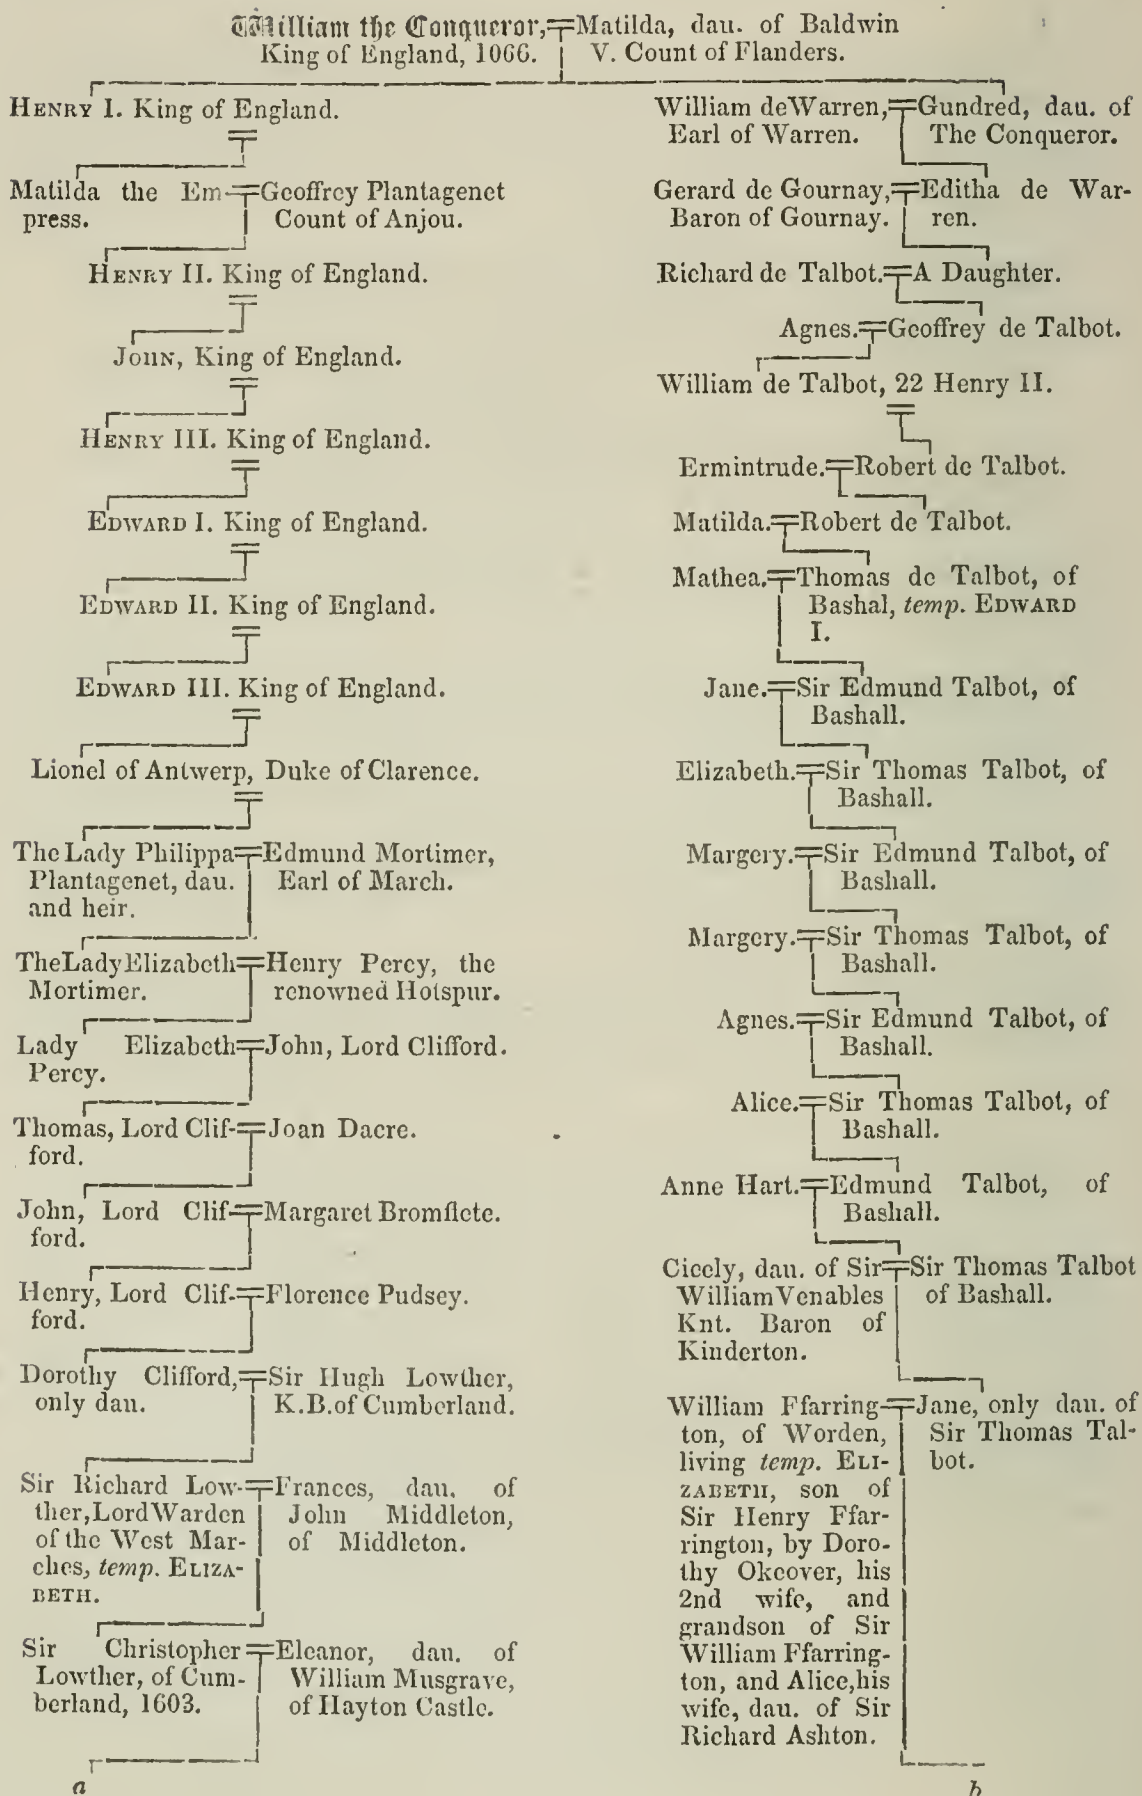 William the Conqueror, Matilda, dau. of Baldwin
King of England, 1066. V. Count of Flanders.
HENRY I. King of England.
Matilda the Em-
press.
Geoffrey Plantagenet
Count of Anjou.
HENRY II. King of England.
JOHN, King of England.
HENRY III. King of England.
EDWARD I. King of England.
EDWARD II. King of England.
EDWARD III. King of England.
Lionel of Antwerp, Duke of Clarence.
The Lady Philippa
Plantagenet, dau.
and heir.
Edmund Mortimer,
Earl of March.
The Lady Elizabeth
Mortimer.
Henry Percy, the
renowned Hotspur.
Lady Elizabeth
Percy.
John, Lord Clifford.
Thomas, Lord Clif-
ford.
Joan Dacre.
John, Lord Clif-
ford.
Margaret Bromflete.
Henry, Lord Clif-
ford.
Florence Pudsey.
Dorothy Clifford,
only dau.
Sir Hugh Lowther,
K.B. of Cumberland.
Sir Richard Low-
ther, Lord Warden
of the West Mar-
ches, temp. ELIZA-
BETH.
Frances, dau. of
John Middleton,
of Middleton.
Sir Christopher
Lowther, of Cum-
berland, 1603.
Eleanor, dau. of
William Musgrave,
of Hayton Castle.
a
William de Warren,
Earl of Warren.
Gundred, dau. of
The Conqueror.
Gerard de Gournay,
Baron of Gournay.
Editha de War-
ren.
Richard de Talbot. A Daughter.
Agnes. Geoffrey de Talbot.
William de Talbot, 22 Henry II.
Ermintrude. Robert de Talbot.
Matilda. Robert de Talbot.
Mathea. Thomas de Talbot, of
Bashal, temp. EDWARD
I.
Jane. Sir Edmund Talbot, of
Bashall.
Elizabeth. Sir Thomas Talbot, of
Bashall.
Margery. Sir Edmund Talbot, of
Bashall.
Margery. Sir Thomas Talbot, of
Bashall.
Agnes. Sir Edmund Talbot, of
Bashall.
Alice. Sir Thomas Talbot, of
Bashall.
Anne Hart. Edmund Talbot, of
Bashall.
Cicely, dau. of Sir
William Venables
Knt. Baron of
Kinderton.
Sir Thomas Talbot
of Bashall.
William Ffarring-
ton, of Worden,
living temp. ELI-
ZABETH, son of
Sir Henry Ffar-
rington, by Doro-
thy Okeover, his
2nd wife, and
grandson of Sir
William Ffarring-
ton, and Alice, his
wife, dau. of Sir
Richard Ashton.
Jane, only dau. of
Sir Thomas Tal-
bot.
b